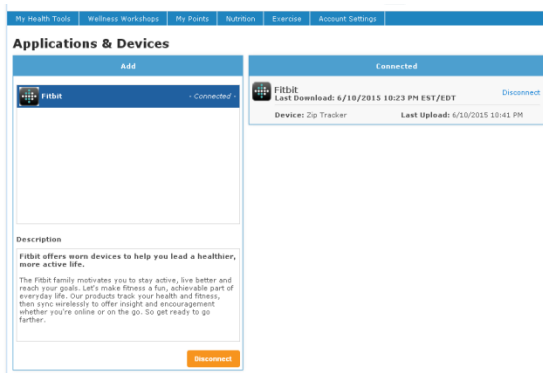 My Health Tools Wellness Workshops My Points Nutrition Exercise Account Settings
Applications & Devices
Add
Fitbit - Connected -
Description
Fitbit offers worn devices to help you lead a healthier,
more active life.
The Fitbit family motivates you to stay active, live better and
reach your goals. Let's make fitness a fun, achievable part of
everyday life. Our products track your health and fitness,
then sync wirelessly to offer insight and encouragement
whether you're online or on the go. So get ready to go
farther.
Disconnect
Connected
Fitbit Disconnect
Last Download: 6/10/2015 10:23 PM EST/EDT
Device: Zip Tracker Last Upload: 6/10/2015 10:41 PM